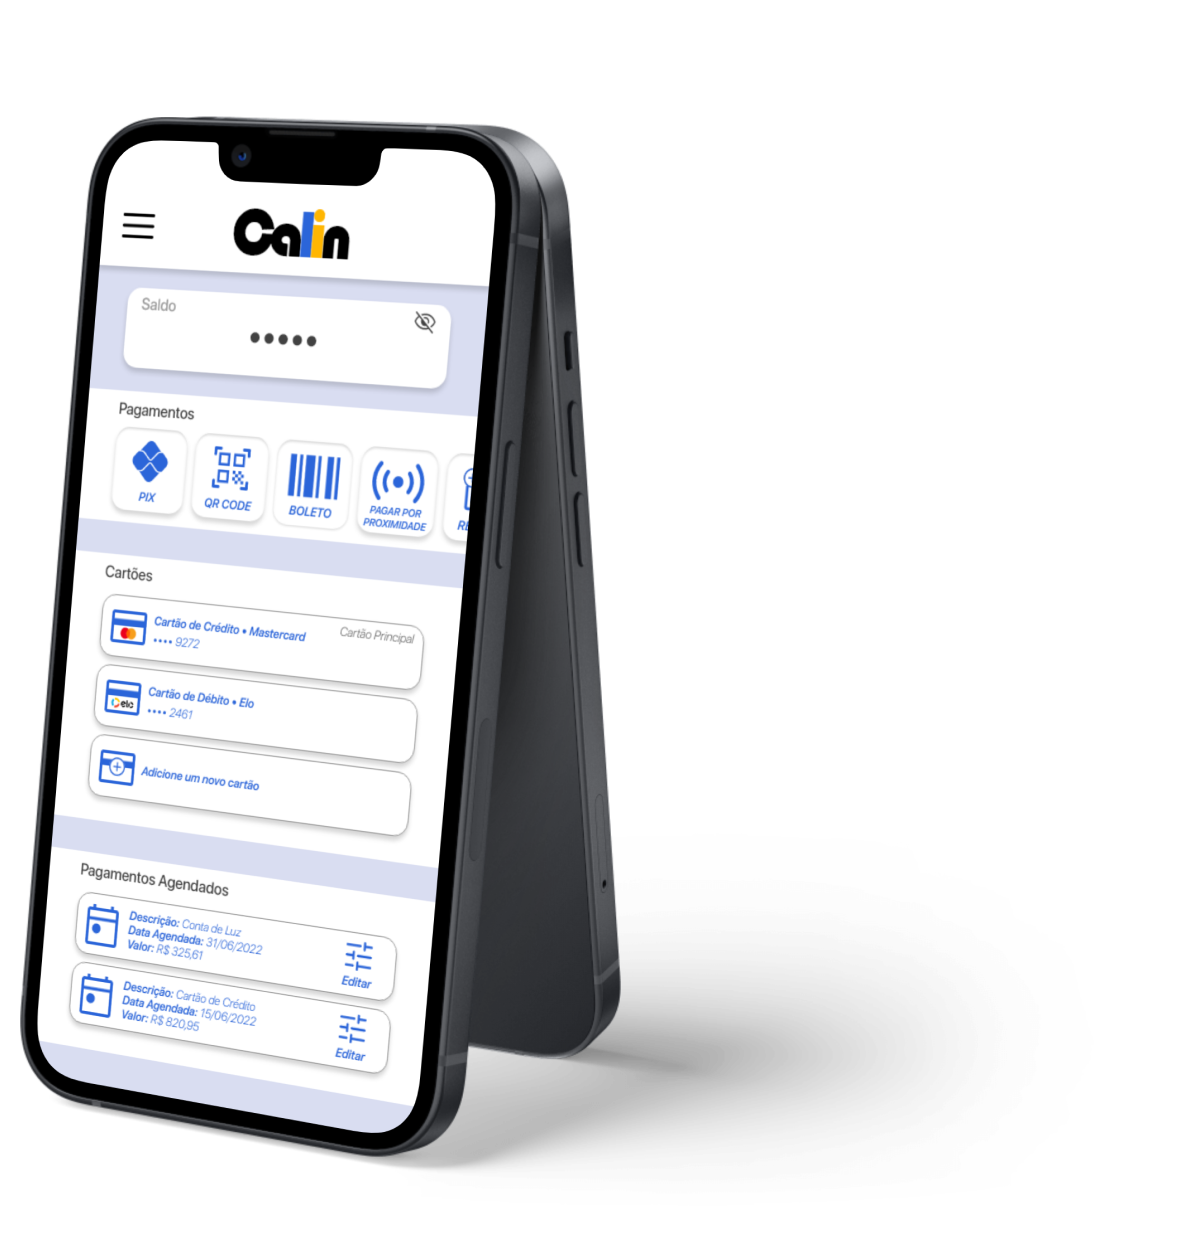 Calin
Saldo
•••••
Pagamentos
PIX
QR CODE
BOLETO
PAGAR POR
PROXIMIDADE
Cartões
Cartão de Crédito • Mastercard
Cartão Principal
•••• 9272
Cartão de Débito • Elo
elo
•••• 2461
Adicione um novo cartão
Pagamentos Agendados
Descrição: Conta de Luz
Data Agendada: 31/06/2022
Valor: R$ 325,61
Editar
Descrição: Cartão de Crédito
Data Agendada: 15/06/2022
Valor: R$ 820,95
Editar